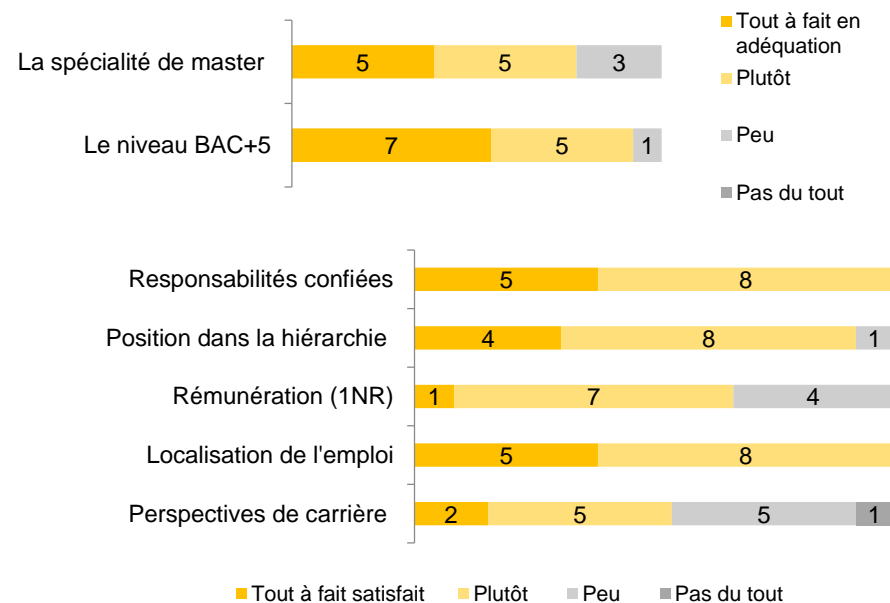 La spécialité de master 5 5 3
Le niveau BAC+5 7 5 1
Tout à fait en
adéquation
Plutôt
Peu
Pas du tout
Responsabilités confiées 5 8
Position dans la hiérarchie 4 8 1
Rémunération (1NR) 1 7 4
Localisation de l'emploi 5 8
Perspectives de carrière 2 5 5 1
Tout à fait satisfait Plutôt Peu Pas du tout